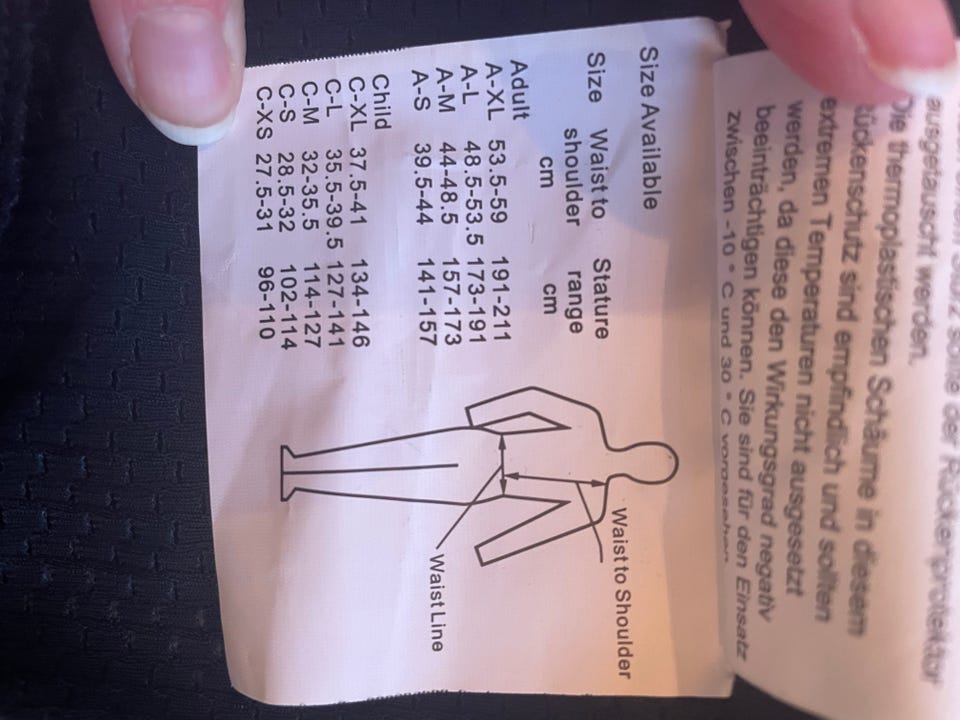 Size Available
Size Waist to Stature
shoulder range
cm cm
Adult
A-XL 53.5-59 191-211
A-L 48.5-53.5 173-191
A-M 44-48.5 157-173
A-S 39.5-44 141-157
Child
C-XL 37.5-41 134-146
C-L 35.5-39.5 127-141
C-M 32-35.5 114-127
C-S 28.5-32 102-114
C-XS 27.5-31 96-110
Waist to Shoulder
Waist Line
Sturz sollte der Rückenprotektor
ausgetauscht werden.
Die thermoplastischen Schäume in diesem
Rückenschutz sind empfindlich und sollten
extremen Temperaturen nicht ausgesetzt
werden, da diese den Wirkungsgrad negativ
beeinträchtigen können. Sie sind für den Einsatz
zwischen -10 ° C und 30 ° C vorgesehen.